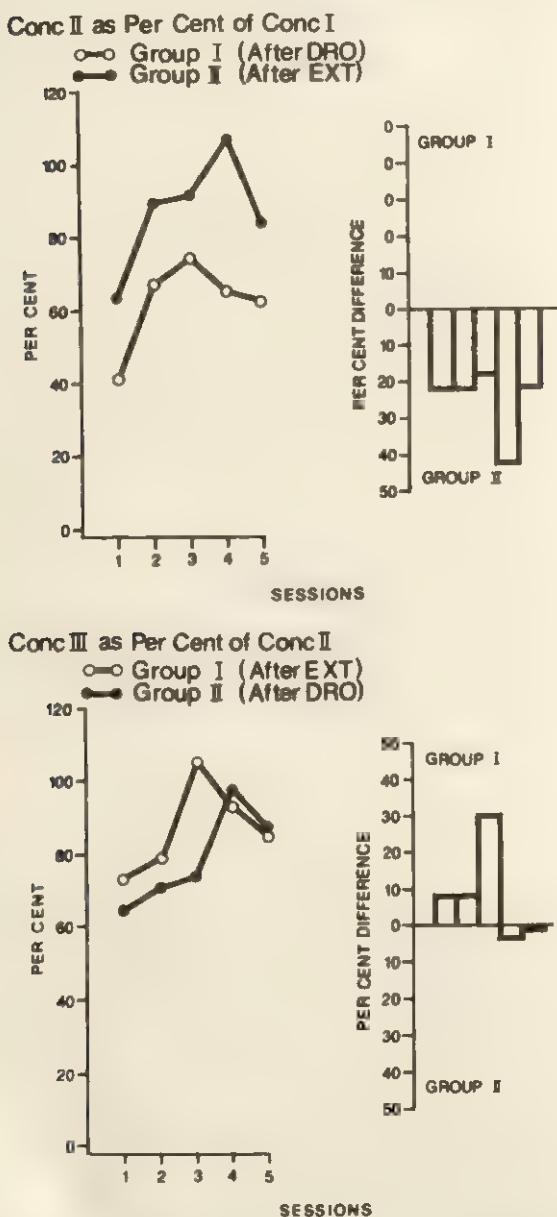 Conc II as Per Cent of Conc I
Group I (After DRO)
Group II (After EXT)
120
100
80
60
40
20
0
PER CENT
1 2 3 4 5
SESSIONS
0
0
0
0
10
0
10
20
30
40
50
PER CENT DIFFERENCE
GROUP I
GROUP II
Conc III as Per Cent of Conc II
Group I (After EXT)
Group II (After DRO)
120
100
80
60
40
20
0
PER CENT
1 2 3 4 5
SESSIONS
40
30
20
10
0
10
20
30
40
50
PER CENT DIFFERENCE
GROUP I
GROUP II